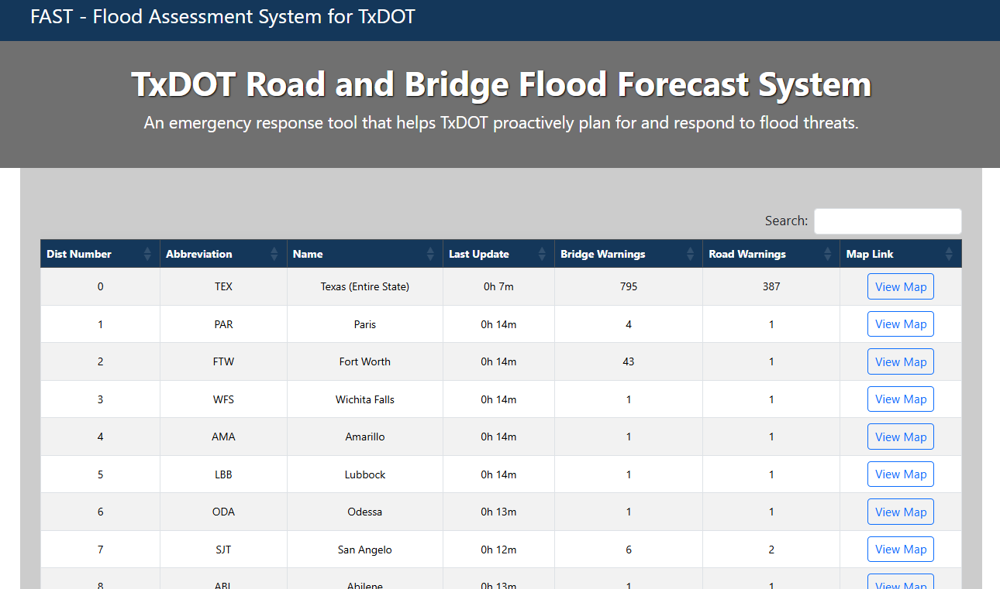 FAST - Flood Assessment System for TxDOT
TxDOT Road and Bridge Flood Forecast System
An emergency response tool that helps TxDOT proactively plan for and respond to flood threats.
Search:
Dist Number Abbreviation Name Last Update Bridge Warnings Road Warnings Map Link
0 TEX Texas (Entire State) 0h 7m 795 387 View Map
1 PAR Paris 0h 14m 4 1 View Map
2 FTW Fort Worth 0h 14m 43 1 View Map
3 WFS Wichita Falls 0h 14m 1 1 View Map
4 AMA Amarillo 0h 14m 1 1 View Map
5 LBB Lubbock 0h 14m 1 1 View Map
6 ODA Odessa 0h 13m 1 1 View Map
7 SJT San Angelo 0h 12m 6 2 View Map
8 ABL Abilene 0h 13m 1 1 View Map